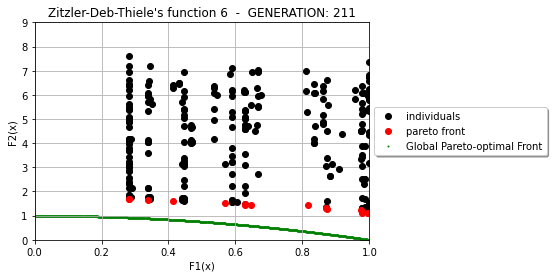 Zitzler-Deb-Thiele's function 6 - GENERATION: 211
F2(x)
9
8
7
6
5
4
3
2
1
0
0.0 0.2 0.4 0.6 0.8 1.0
F1(x)
individuals
pareto front
Global Pareto-optimal Front